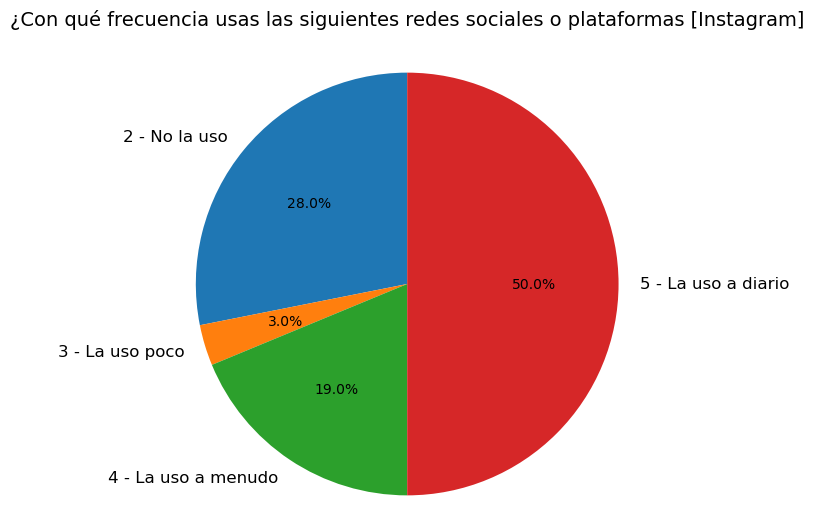 ¿Con qué frecuencia usas las siguientes redes sociales o plataformas [Instagram]
2 - No la uso
28.0%
5 - La uso a diario
50.0%
3.0%
3 - La uso poco
19.0%
4 - La uso a menudo